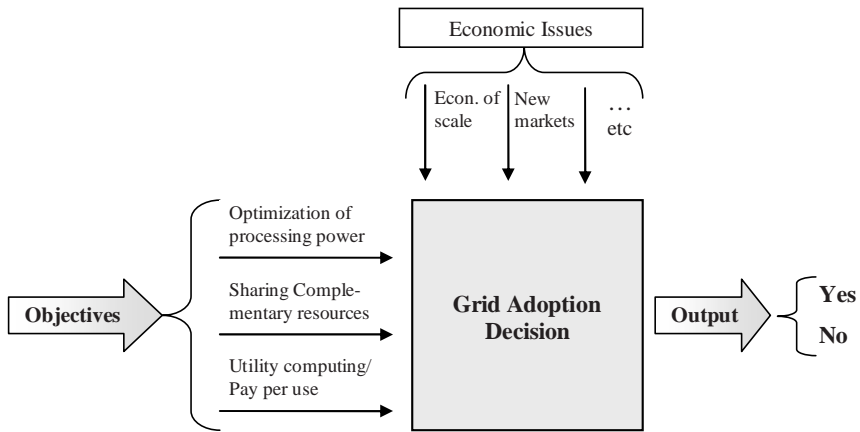 Economic Issues
Econ. of
scale
New
markets
…
etc
Optimization of
processing power
Sharing Comple-
mentary resources
Utility computing/
Pay per use
Objectives
Grid Adoption
Decision
Output
Yes
No